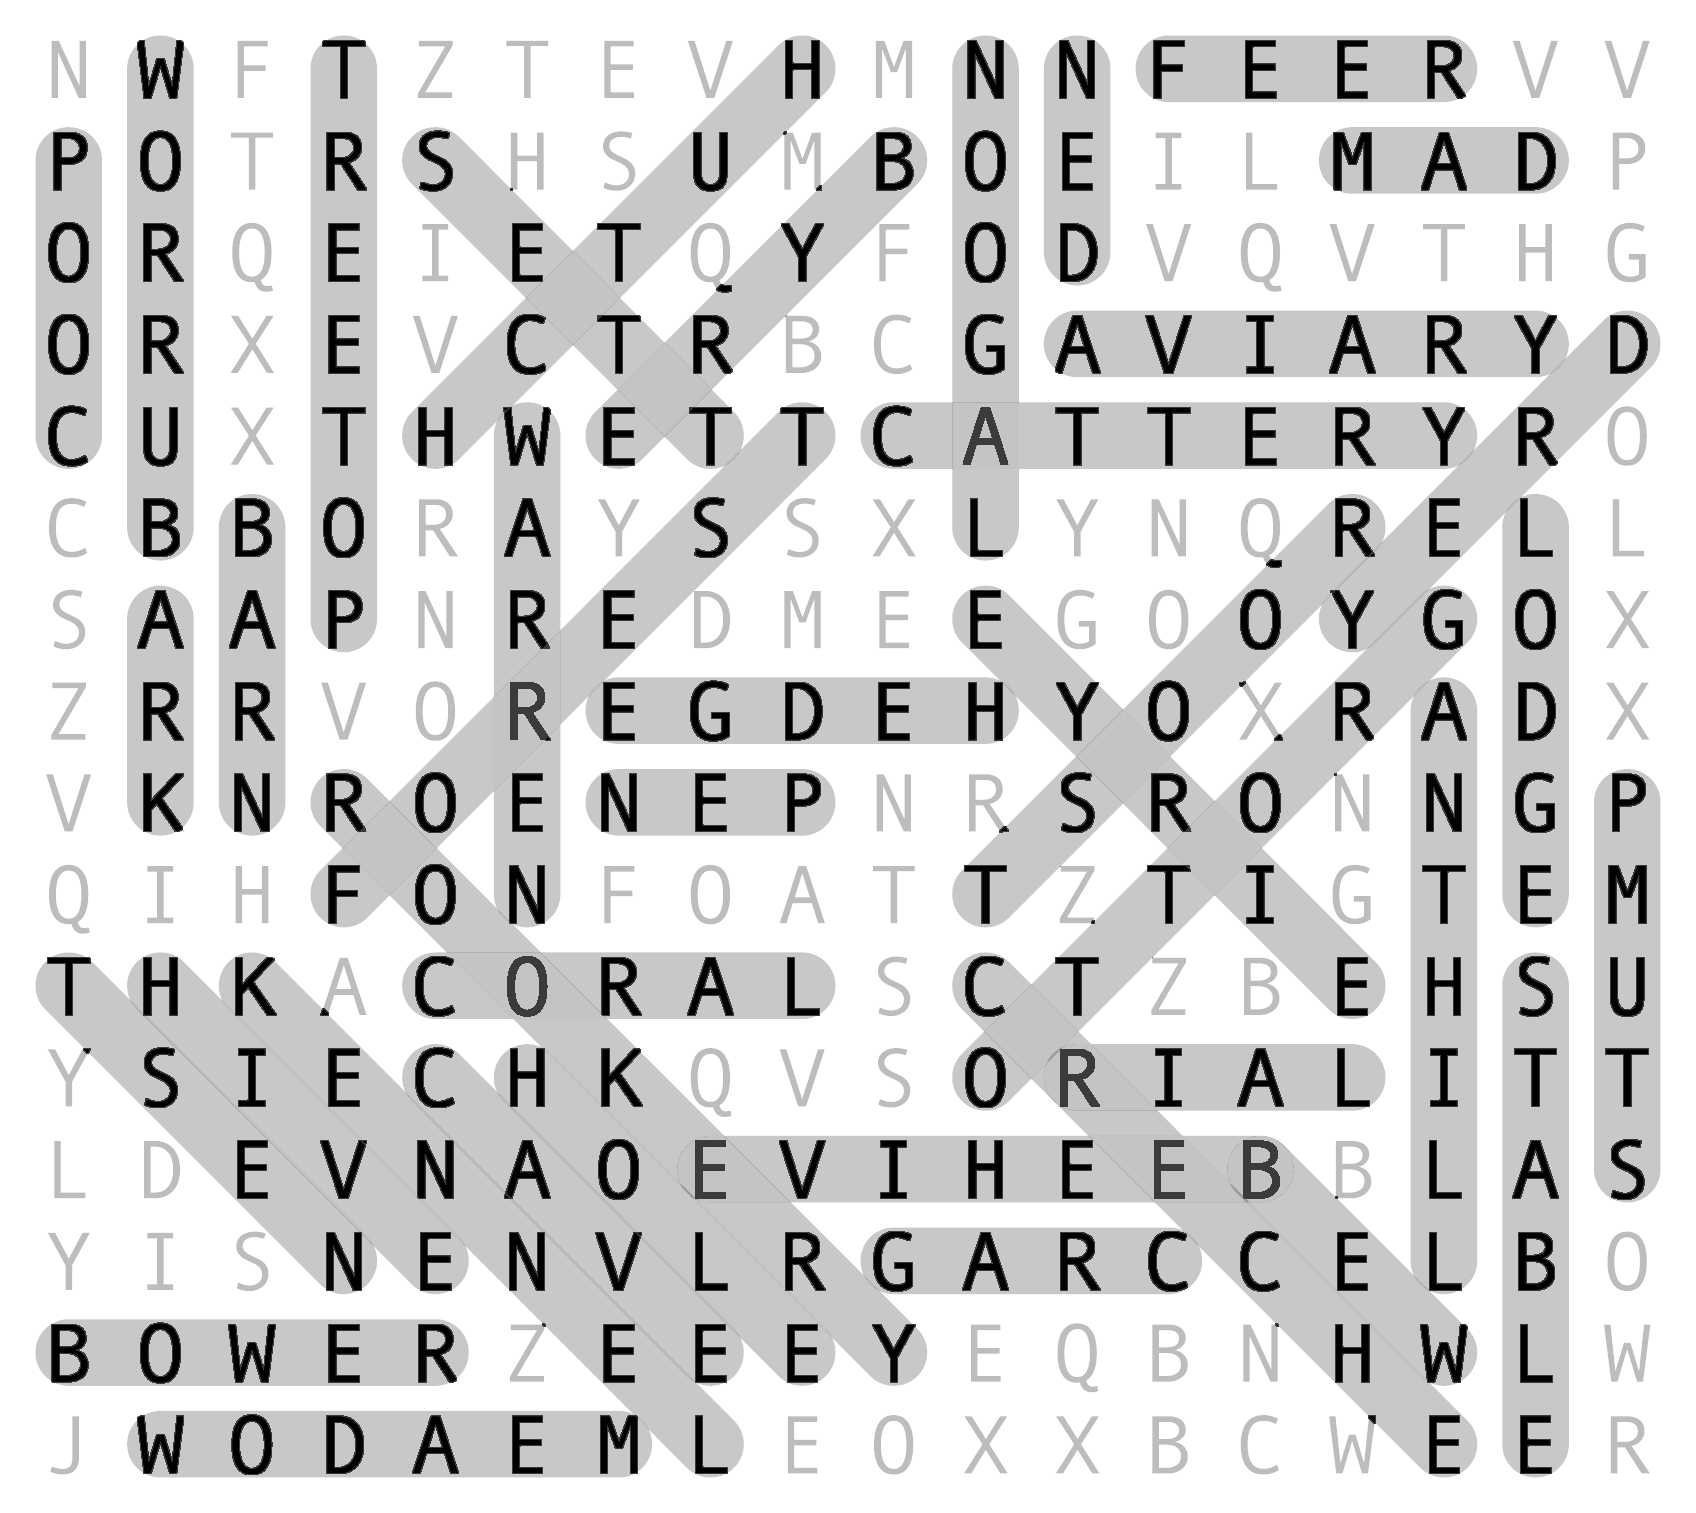 N W F T Z T E V H M N N F E E R V V
P O T R S H S U M B O E I L M A D P
O R Q E I E T Q Y F O D V Q V T H G
O R X E V C T R B C G A V I A R Y D
C U X T H W E T T C A T T E R Y R O
C B B O R A Y S S X L Y N Q R E L L
S A A P N R E D M E E G O O Y G O X
Z R R V O R E G D E H Y O X R A D X
V K N R O E N E P N R S R O N N G P
Q I H F O N F O A T T Z T I G T E M
T H K A C O R A L S C T Z B E H S U
Y S I E C H K Q V S O R I A L I T T
L D E V N A O E V I H E E B B L A S
Y I S N E N V L R G A R C C E L B O
B O W E R Z E E E Y E Q B N H W L W
J W O D A E M L E O X X B C W E E R